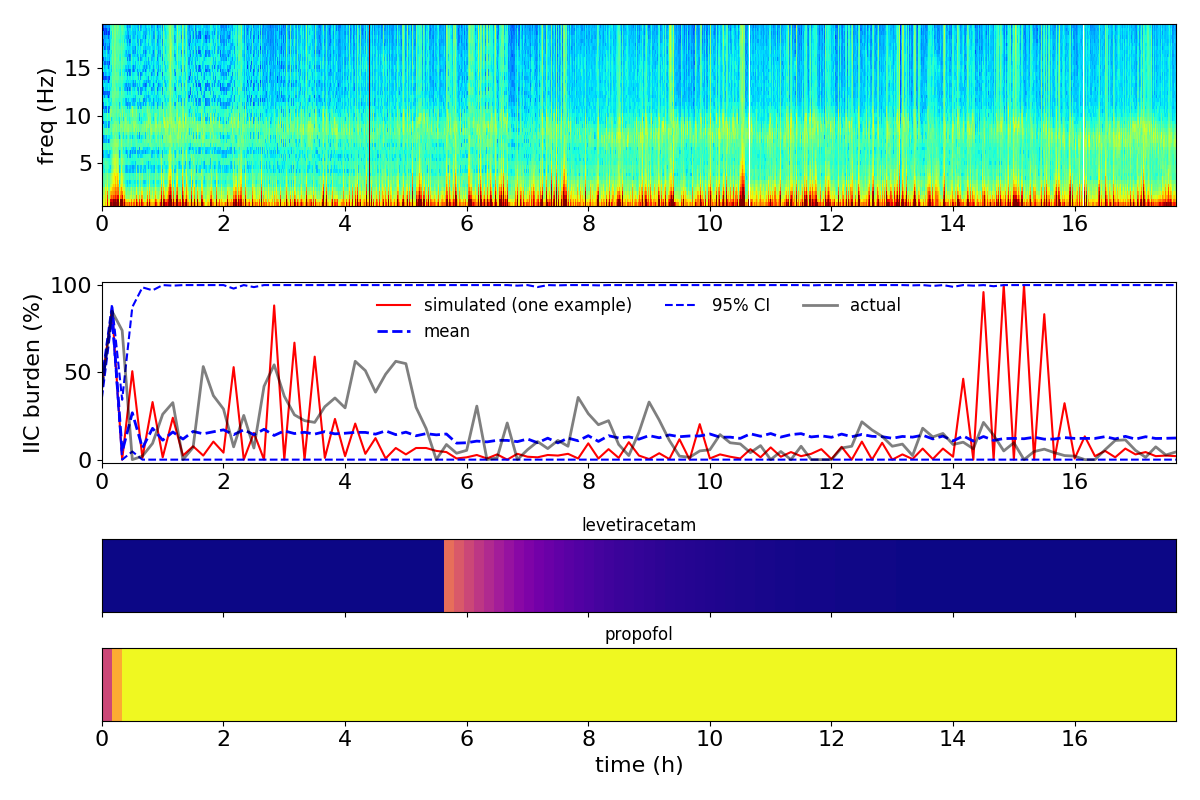 freq (Hz)
15
10
5
0 2 4 6 8 10 12 14 16
IIC burden (%)
100
50
0
simulated (one example) 95% CI actual
mean
0 2 4 6 8 10 12 14 16
levetiracetam
propofol
0 2 4 6 8 10 12 14 16
time (h)